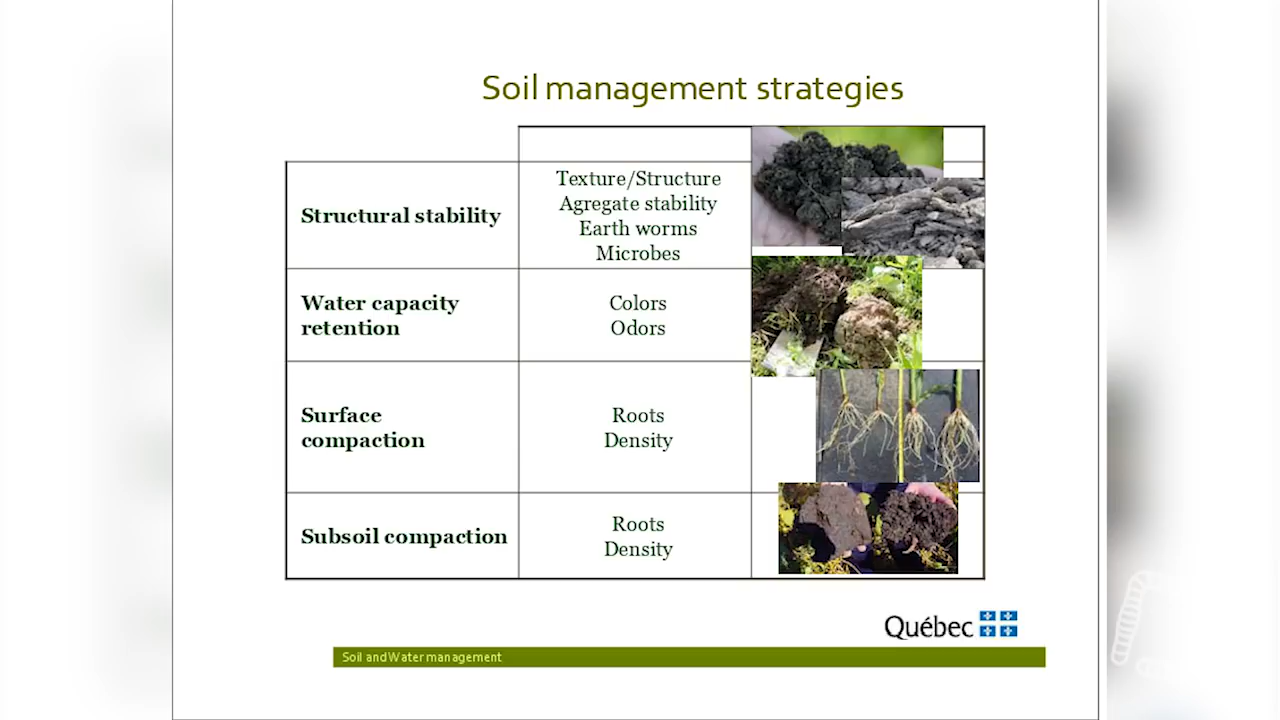 Soil management strategies
Structural stability
Texture/Structure
Agregate stability
Earth worms
Microbes
Water capacity
retention
Colors
Odors
Surface
compaction
Roots
Density
Subsoil compaction
Roots
Density
Québec
Soil and Water management